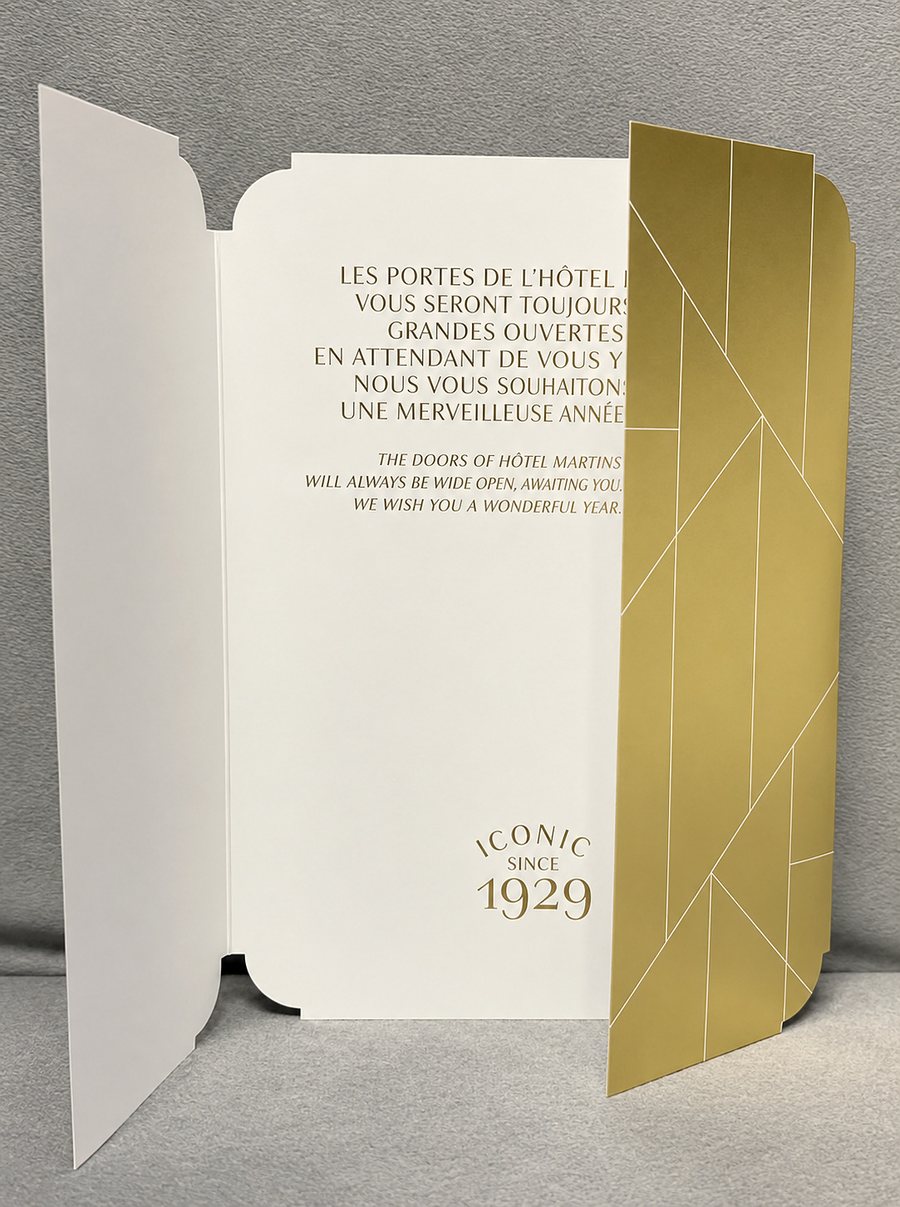 LES PORTES DE L'HÔTEL
VOUS SERONT TOUJOURS
GRANDES OUVERTES
EN ATTENDANT DE VOUS Y
NOUS VOUS SOUHAITONS
UNE MERVEILLEUSE ANNÉE
THE DOORS OF HÔTEL MARTINS
WILL ALWAYS BE WIDE OPEN, AWAITING YOU.
WE WISH YOU A WONDERFUL YEAR.
ICONIC
SINCE
1929